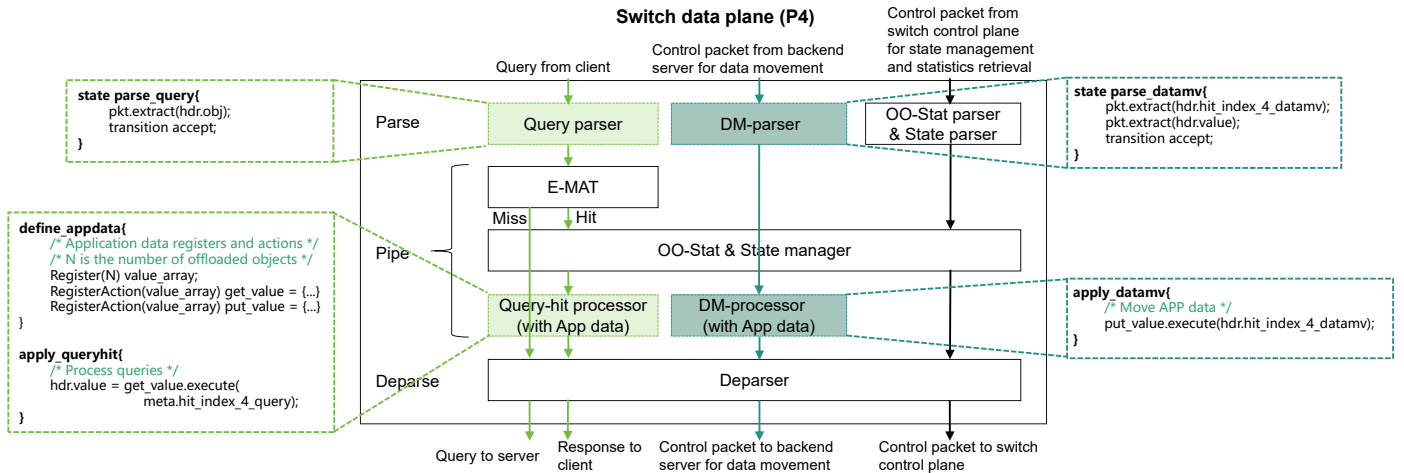 Switch data plane (P4)
Query from client
Control packet from backend
server for data movement
Control packet from
switch control plane
for state management
and statistics retrieval
state parse_query{
pkt.extract(hdr.obj);
transition accept;
}
Parse
Query parser
DM-parser
OO-Stat parser
& State parser
state parse_datamv{
pkt.extract(hdr.hit_index_4_datamv);
pkt.extract(hdr.value);
transition accept;
}
E-MAT
Miss
Hit
Pipe
OO-Stat & State manager
define_appdata{
/* Application data registers and actions */
/* N is the number of offloaded objects */
Register(N) value_array;
RegisterAction(value_array) get_value = {...}
RegisterAction(value_array) put_value = {...}
}
apply_queryhit{
/* Process queries */
hdr.value = get_value.execute(
meta.hit_index_4_query);
}
Query-hit processor
(with App data)
DM-processor
(with App data)
apply_datamv{
/* Move APP data */
put_value.execute(hdr.hit_index_4_datamv);
}
Deparse
Deparser
Query to server
Response to
client
Control packet to backend
server for data movement
Control packet to switch
control plane